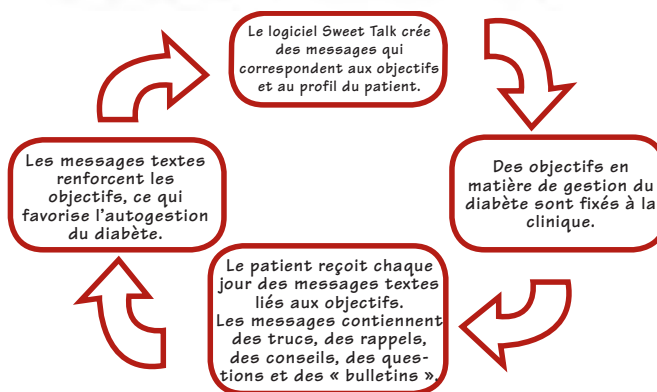 Le logiciel Sweet Talk crée
des messages qui
correspondent aux objectifs
et au profil du patient.
Des objectifs en
matière de gestion du
diabète sont fixés à la
clinique.
Le patient reçoit chaque
jour des messages textes
liés aux objectifs.
Les messages contiennent
des trucs, des rappels,
des conseils, des ques-
tions et des « bulletins ».
Les messages textes
renforcent les
objectifs, ce qui
favorise l'autogestion
du diabète.